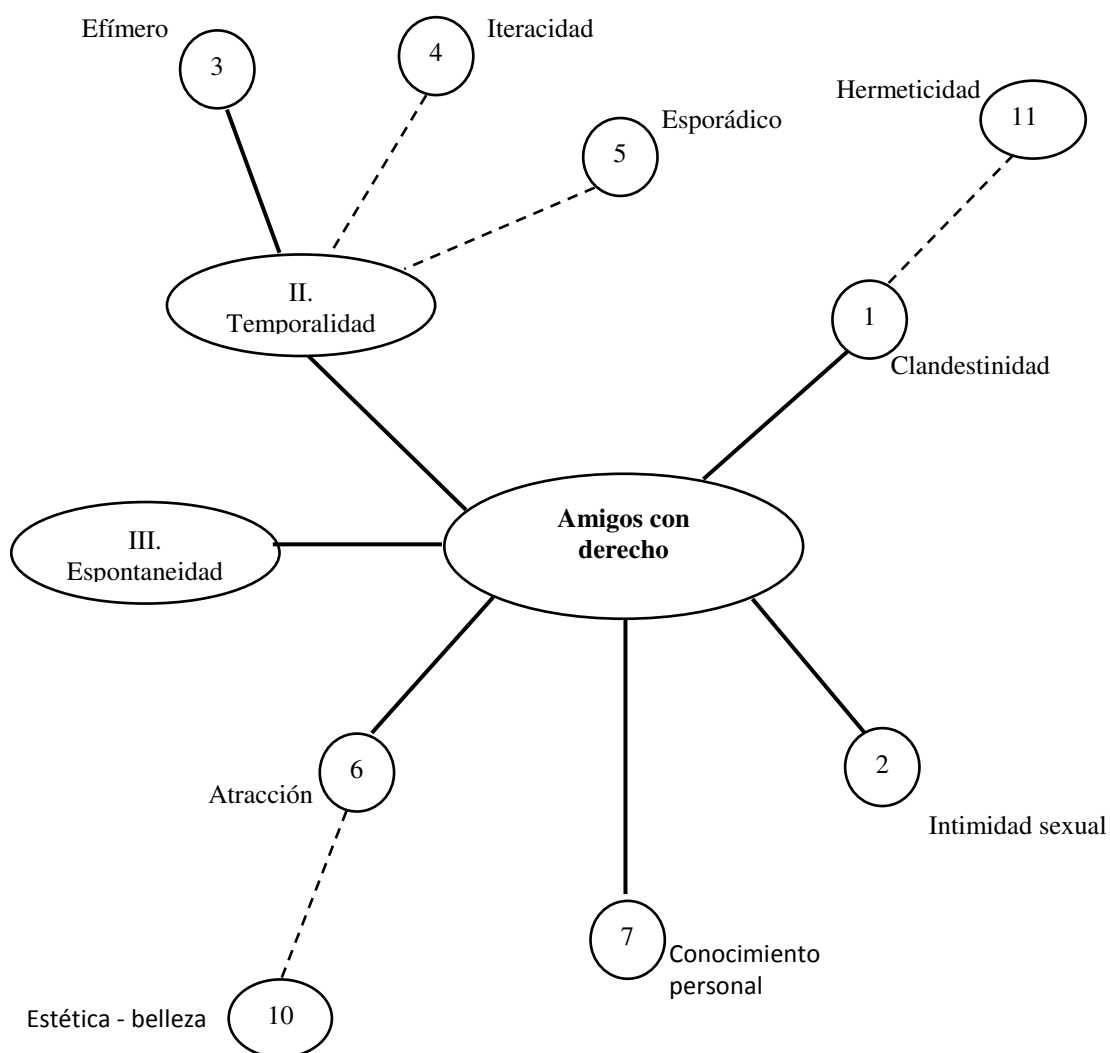 Efímero
3
Iteracidad
4
Esporádico
5
Hermeticidad
11
II.
Temporalidad
1
Clandestinidad
Amigos con
derecho
III.
Espontaneidad
6
Atracción
2
Intimidad sexual
7
Conocimiento
personal
Estética - belleza
10